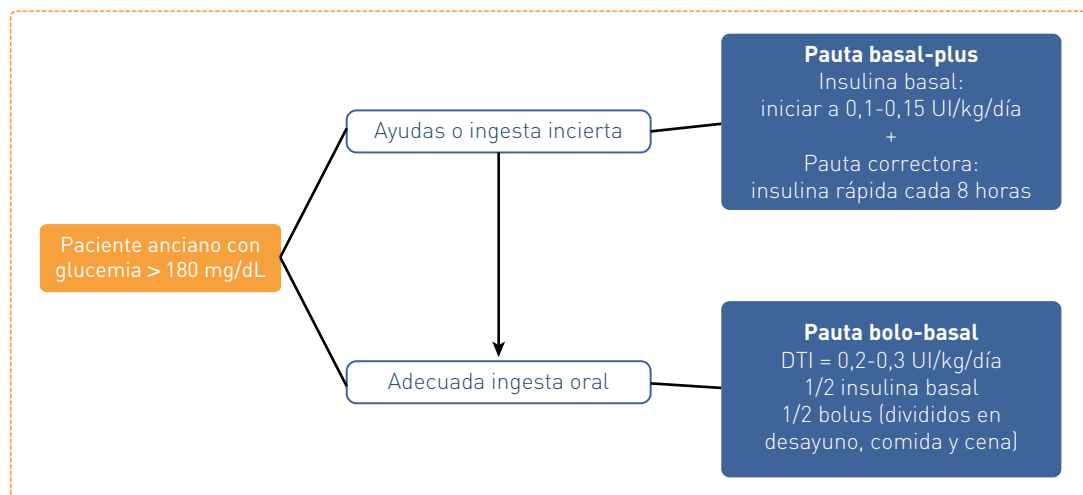 Paciente anciano con
glucemia > 180 mg/dL
Ayudas o ingesta incierta
Pauta basal-plus
Insulina basal:
iniciar a 0,1-0,15 UI/kg/día
+
Pauta correctora:
insulina rápida cada 8 horas
Adecuada ingesta oral
Pauta bolo-basal
DTI = 0,2-0,3 UI/kg/día
1/2 insulina basal
1/2 bolus (divididos en
desayuno, comida y cena)